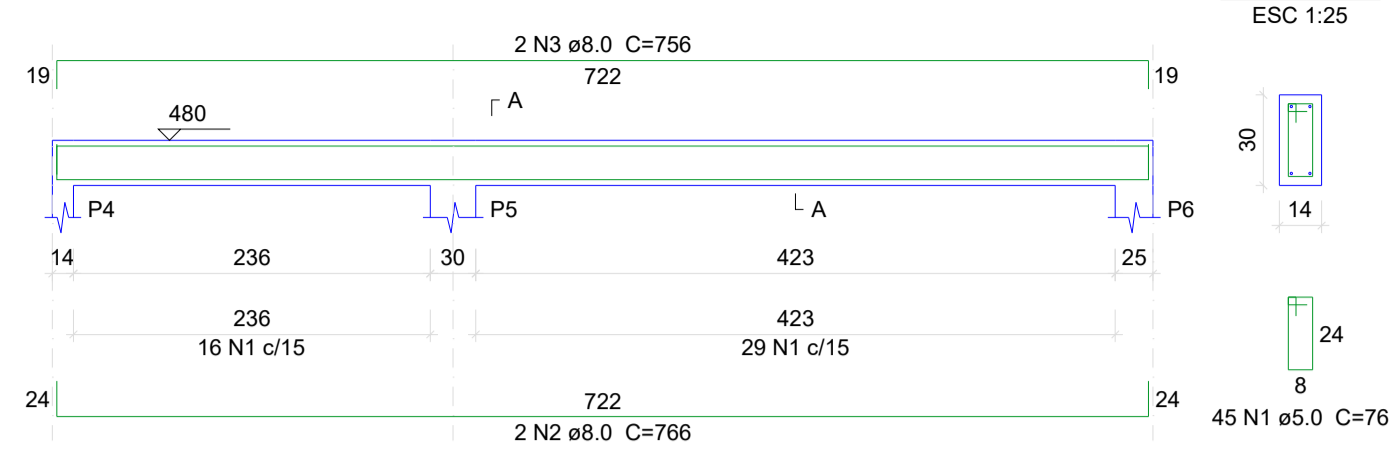 ESC 1:25
2 N3 ø8.0 C=756
19 722 19
A
480
30
P4 P5 A P6
14
14 236 30 423 25
236 423
16 N1 c/15 29 N1 c/15
24
8
24 722 24
45 N1 ø5.0 C=76
2 N2 ø8.0 C=766